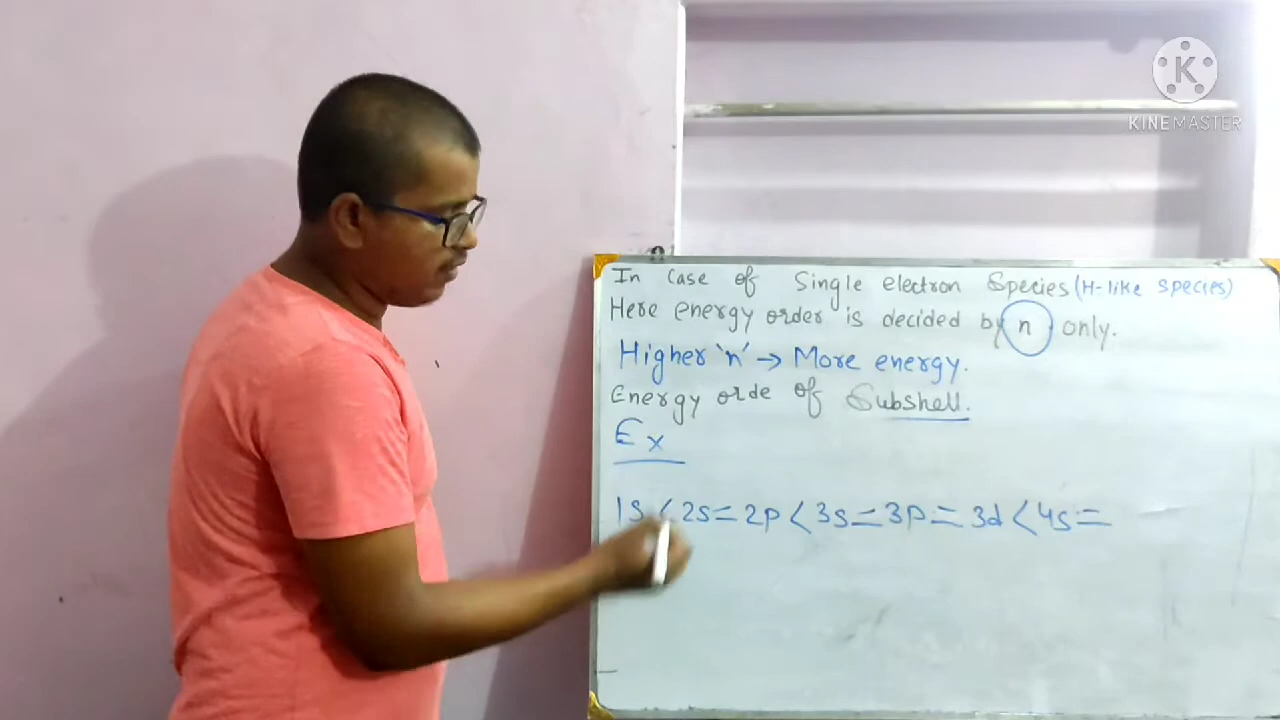 K
KINEMASTER
In Case of Single electron Species (H-like species)
Here energy order is decided by n only.
Higher 'n' → More energy.
Energy orde of Subshell.
Ex
1s < 2s = 2p < 3s = 3p = 3d < 4s =